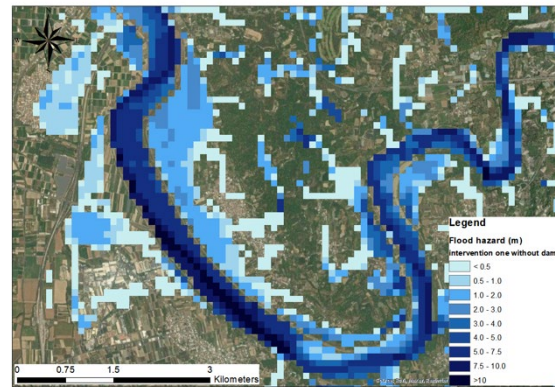 Legend
Flood hazard (m)
intervention one without dam
< 0.5
0.5 - 1.0
1.0 - 2.0
2.0 - 3.0
3.0 - 4.0
4.0 - 5.0
5.0 - 7.5
7.5 - 10.0
>10
0 0.75 1.5 3
Kilometers